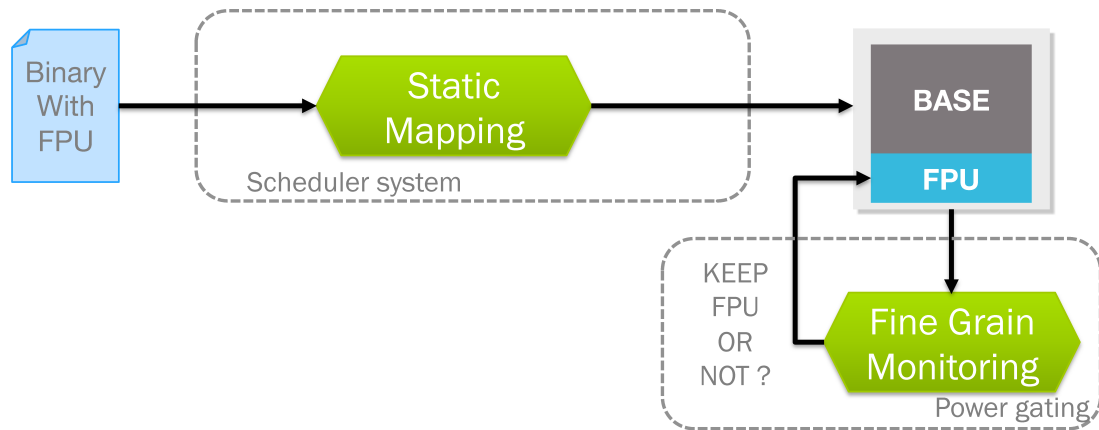 Binary
With
FPU
Static
Mapping
Scheduler system
BASE
FPU
KEEP
FPU
OR
NOT ?
Fine Grain
Monitoring
Power gating